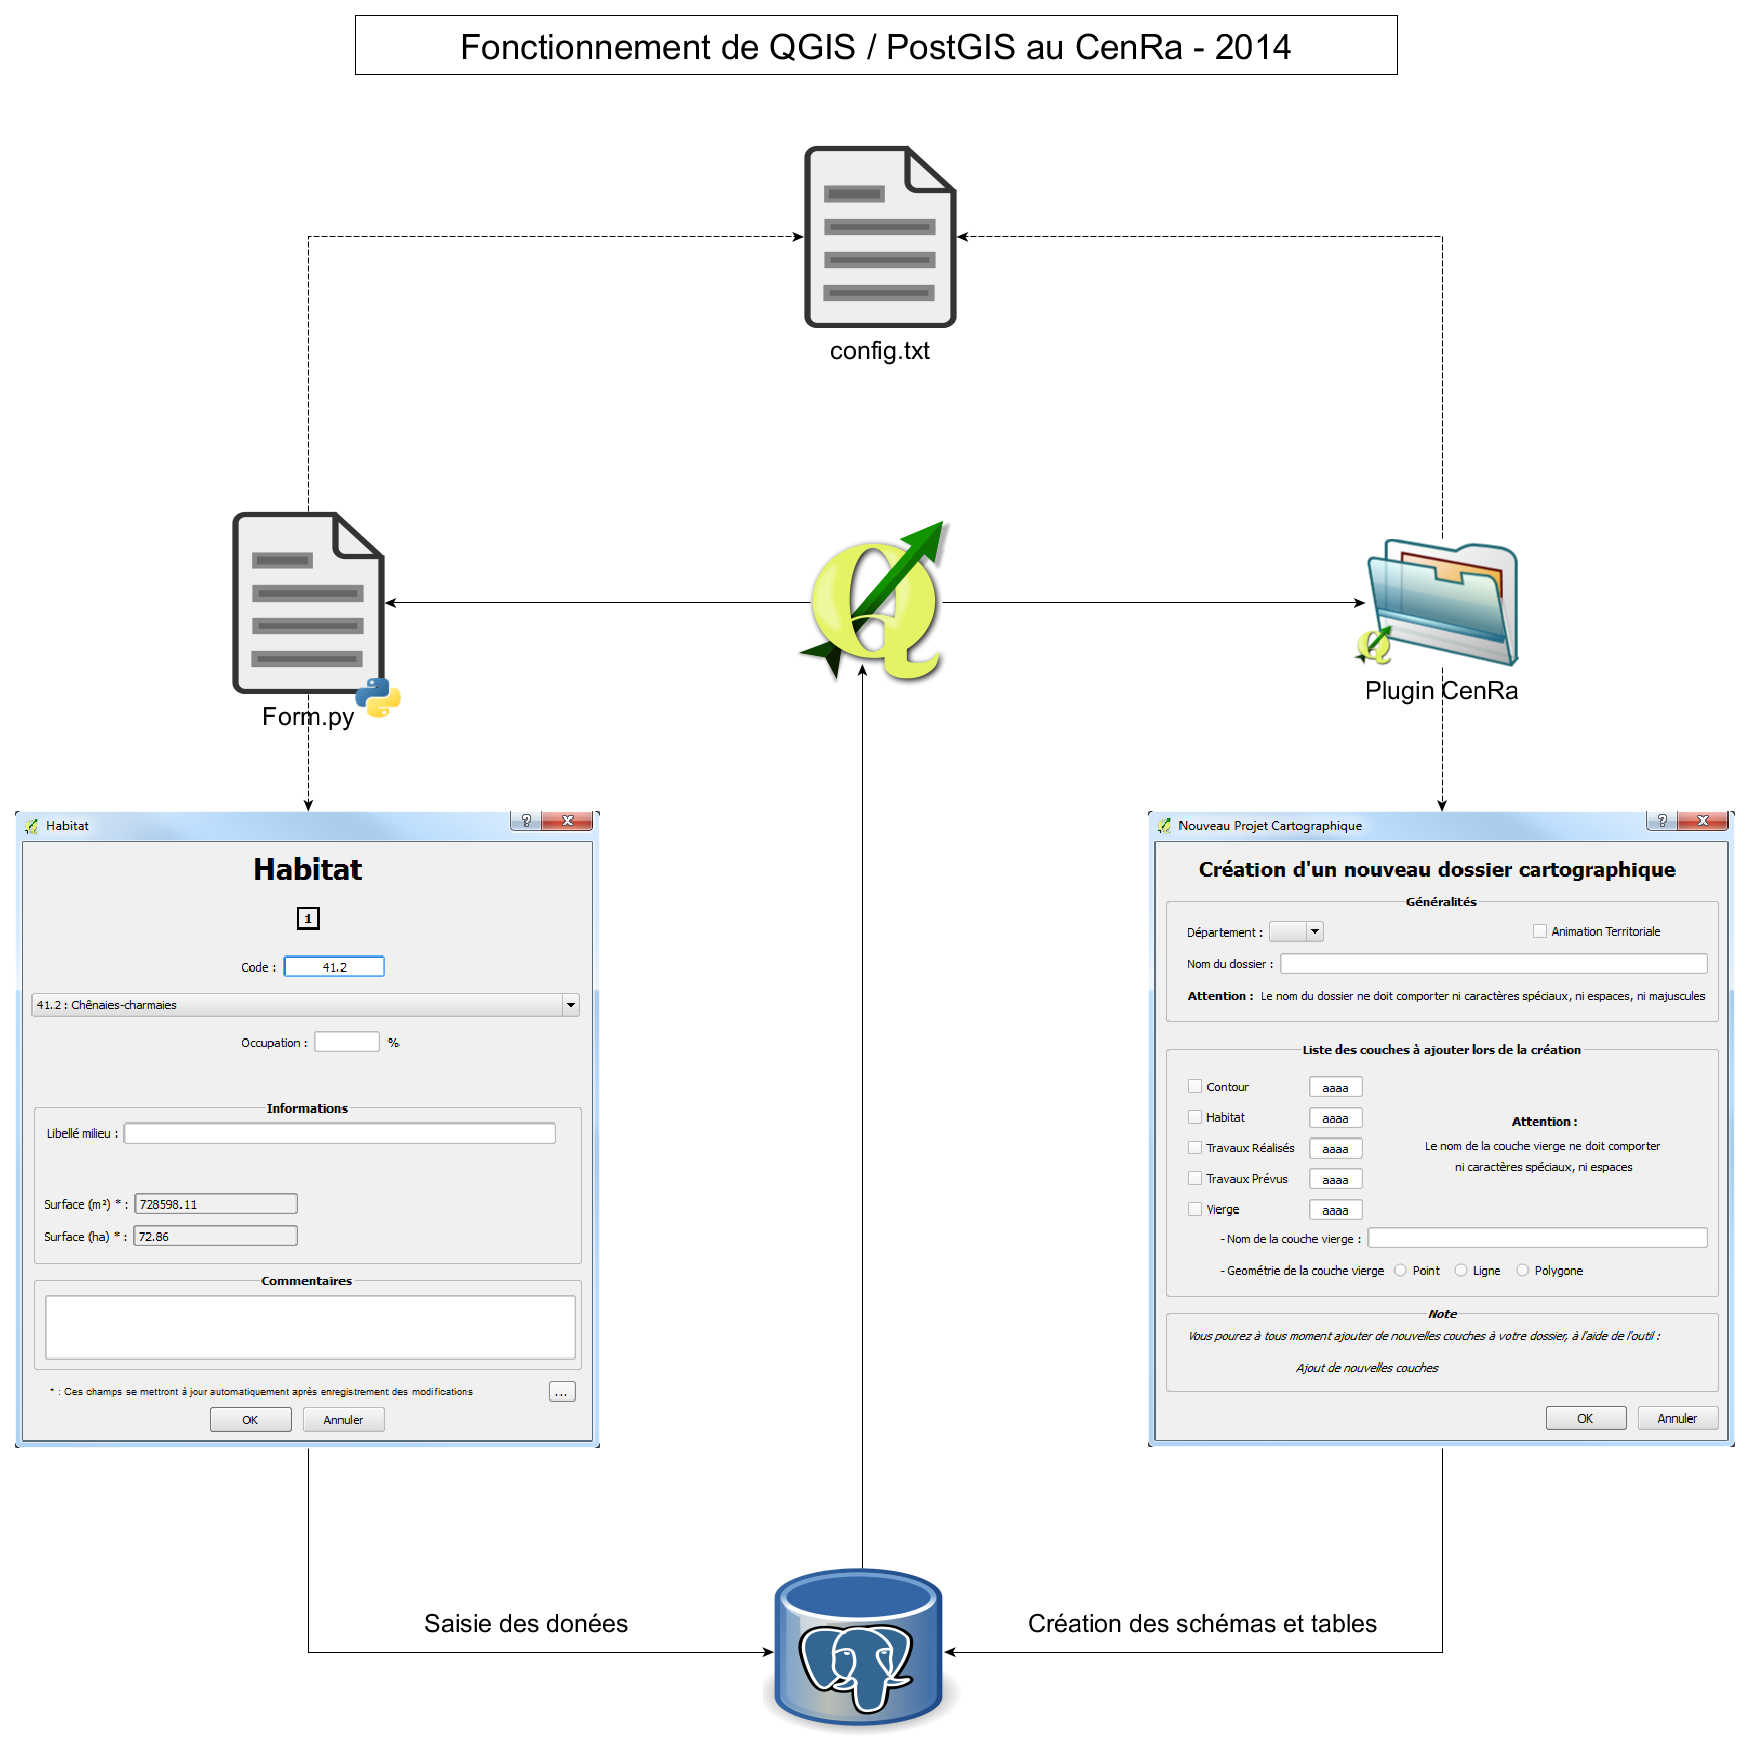 Fonctionnement de QGIS / PostGIS au CenRa - 2014
config.txt
Form.py
Plugin CenRa
Habitat
?
Habitat
i
Code :
41.2
41.2 : Chênaies-charmaies
Occupation :
%
Informations
Libellé milieu :
Surface (m²) * :
728598.11
Surface (ha) * :
72.86
Commentaires
* : Ces champs se mettront à jour automatiquement après enregistrement des modifications
...
OK
Annuler
Nouveau Projet Cartographique
?
Création d'un nouveau dossier cartographique
Généralités
Département :
Animation Territoriale
Nom du dossier :
Attention : Le nom du dossier ne doit comporter ni caractères spéciaux, ni espaces, ni majuscules
Liste des couches à ajouter lors de la création
Contour
aaaa
Habitat
aaaa
Travaux Réalisés
aaaa
Travaux Prévus
aaaa
Vierge
aaaa
Attention :
Le nom de la couche vierge ne doit comporter
ni caractères spéciaux, ni espaces
- Nom de la couche vierge :
- Geométrie de la couche vierge
Point
Ligne
Polygone
Note
Vous pourez à tous moment ajouter de nouvelles couches à votre dossier, à l'aide de l'outil :
Ajout de nouvelles couches
OK
Annuler
Saisie des donées
Création des schémas et tables